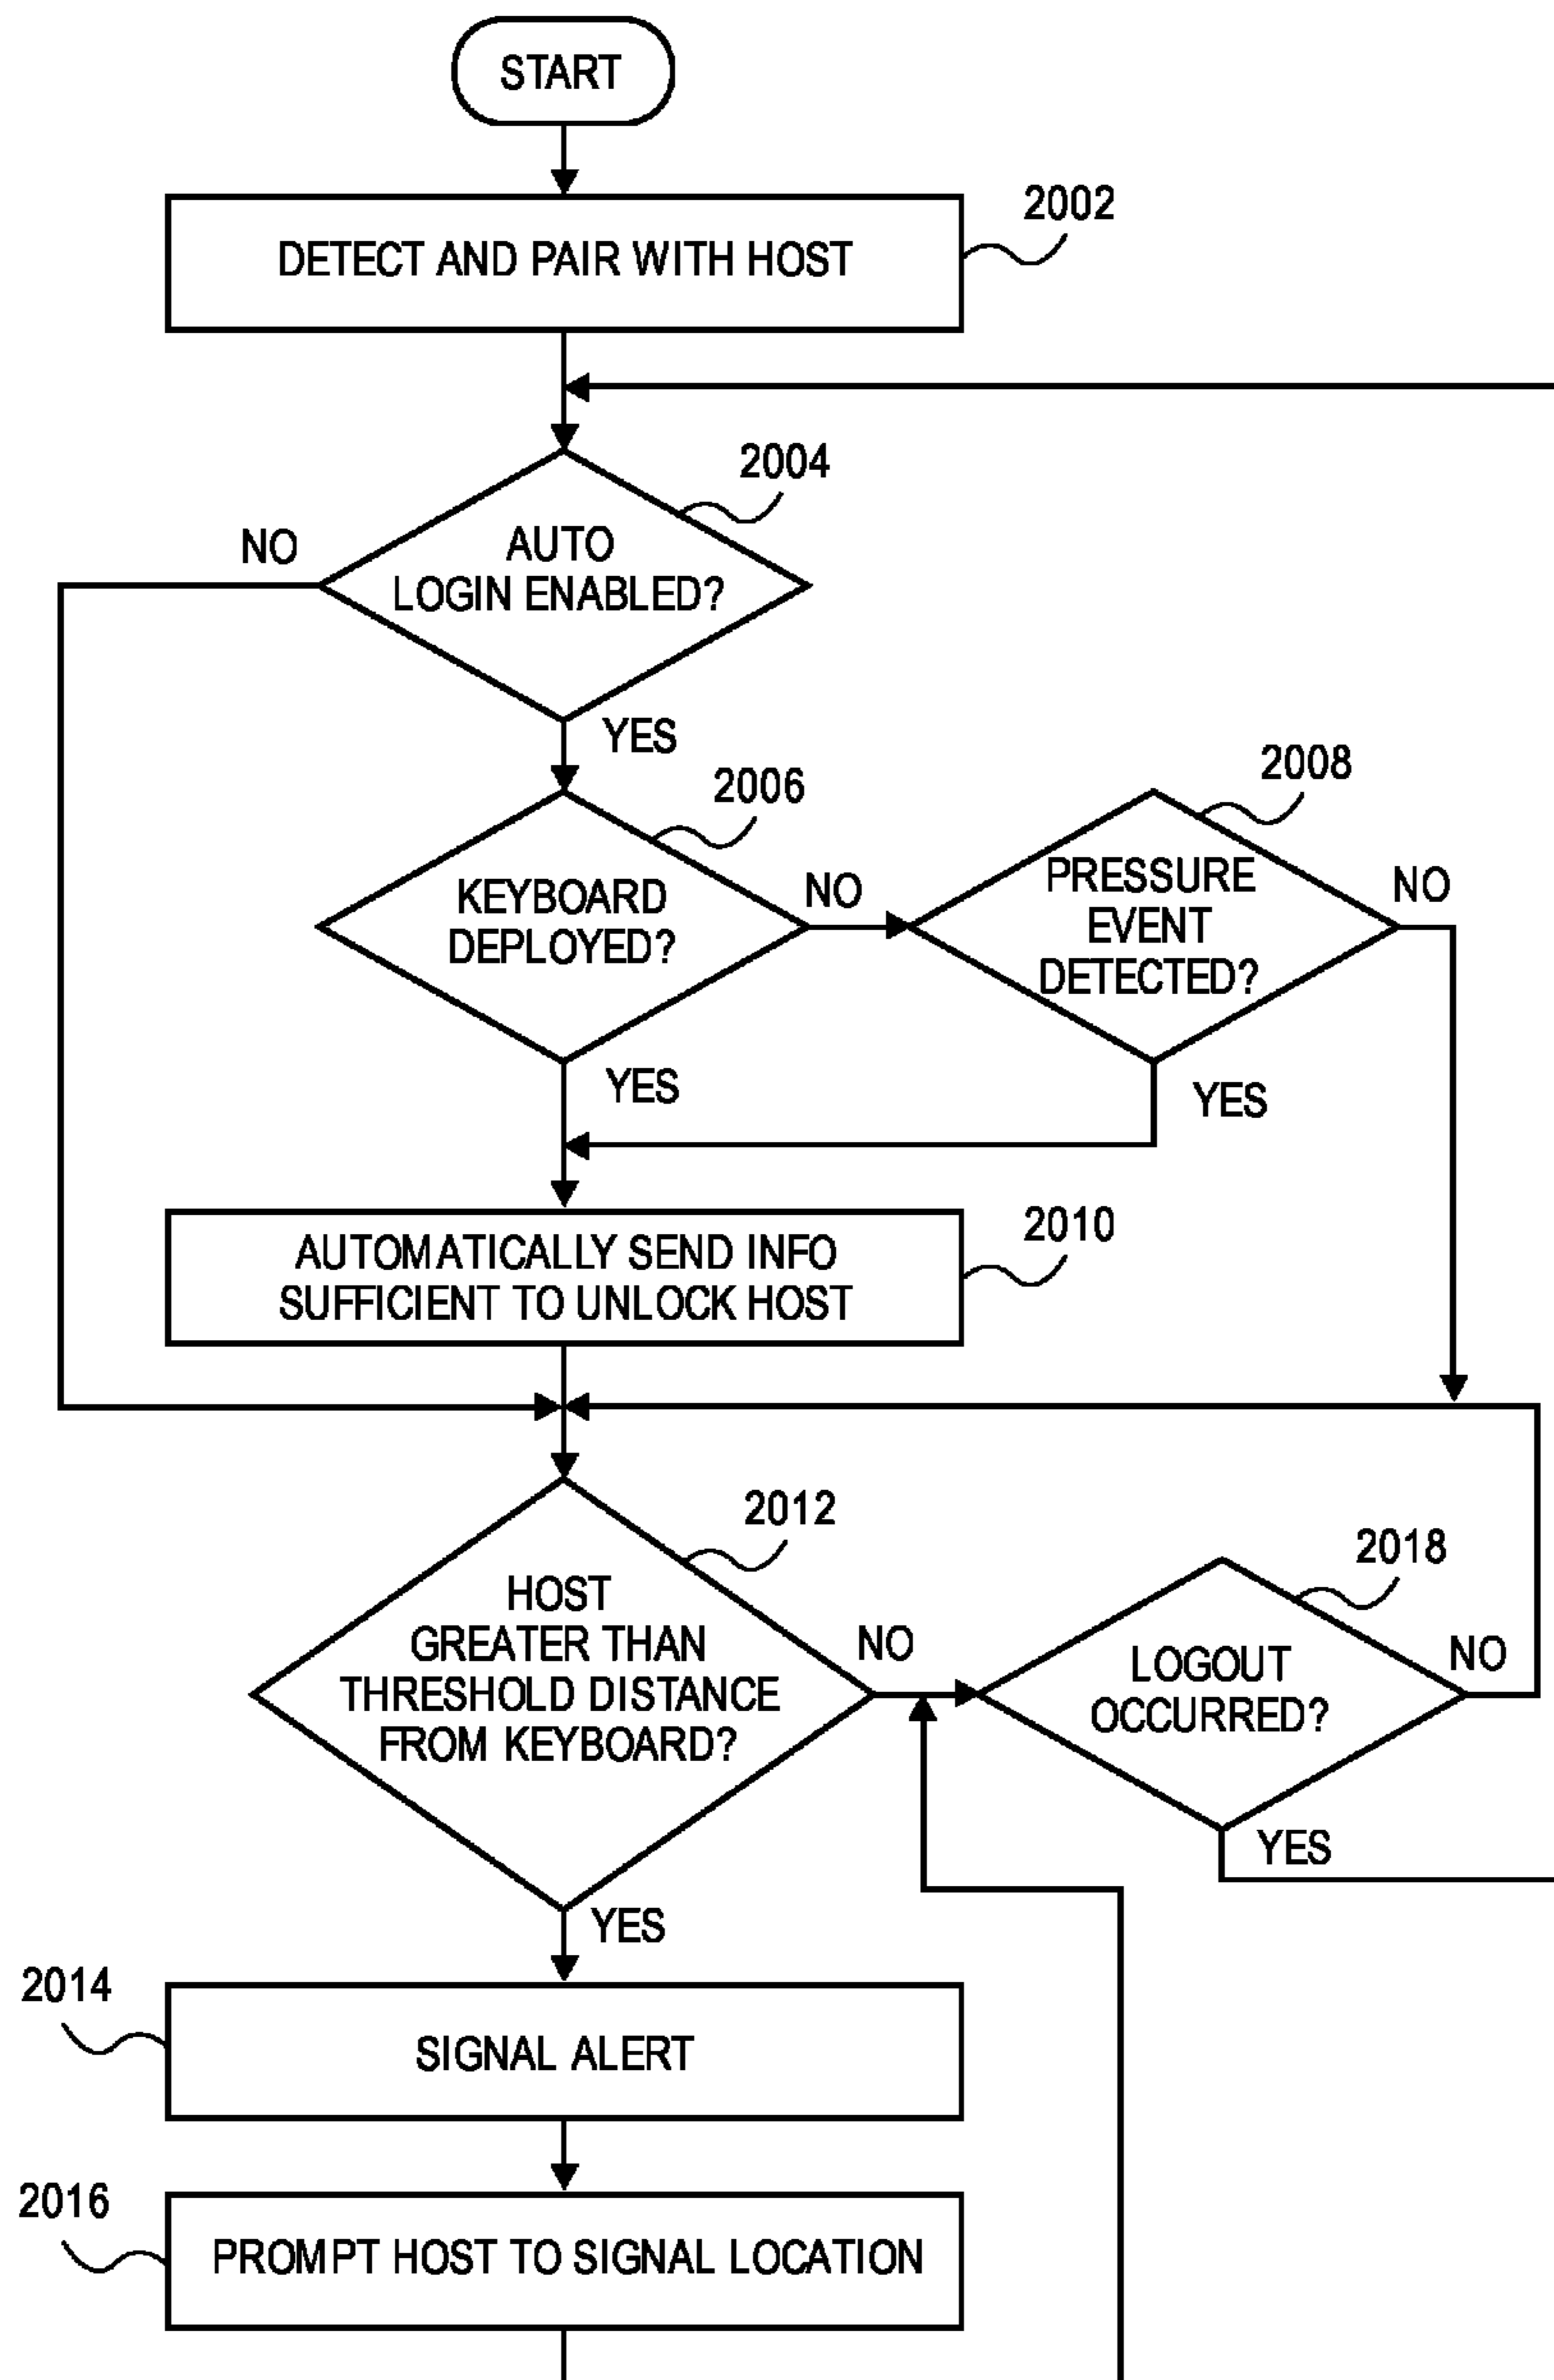 START
DETECT AND PAIR WITH HOST
2002
2004
NO
AUTO
LOGIN ENABLED?
YES
2006
KEYBOARD
DEPLOYED?
NO
YES
2008
PRESSURE
EVENT
DETECTED?
NO
YES
2010
AUTOMATICALLY SEND INFO
SUFFICIENT TO UNLOCK HOST
2012
HOST
GREATER THAN
THRESHOLD DISTANCE
FROM KEYBOARD?
NO
YES
2018
LOGOUT
OCCURRED?
NO
YES
2014
SIGNAL ALERT
2016
PROMPT HOST TO SIGNAL LOCATION